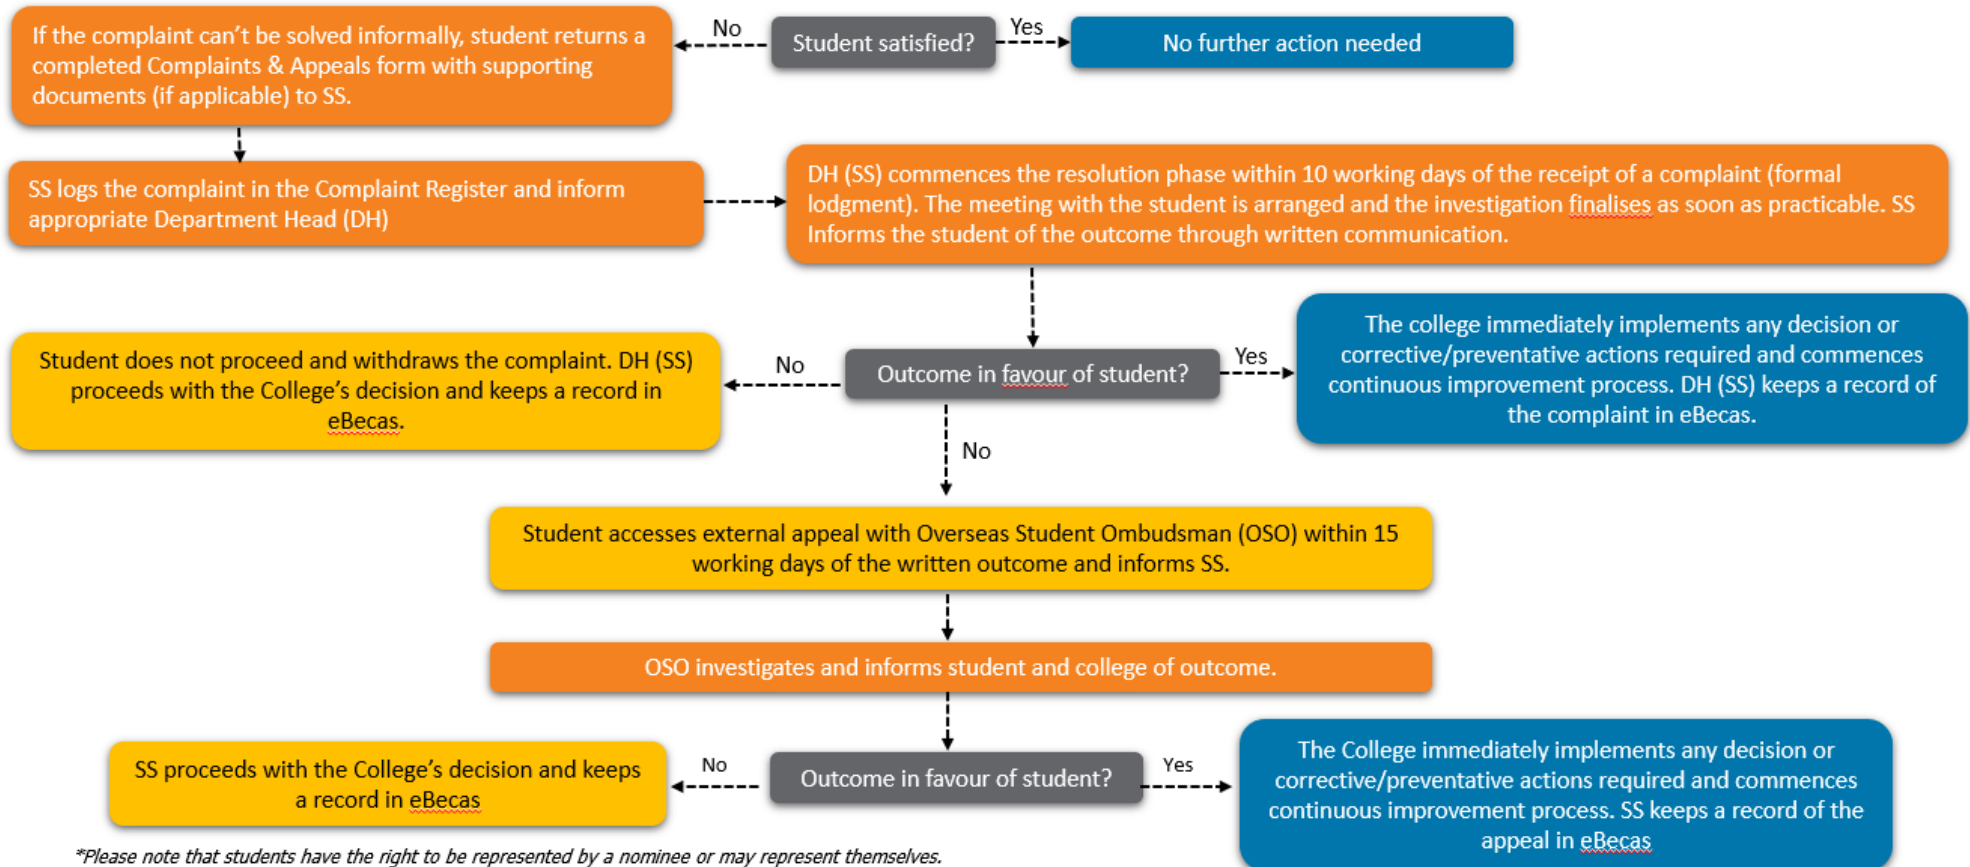 If the complaint can't be solved informally, student returns a
completed Complaints & Appeals form with supporting
documents (if applicable) to SS.
No
Student satisfied?
Yes
No further action needed
SS logs the complaint in the Complaint Register and inform
appropriate Department Head (DH)
DH (SS) commences the resolution phase within 10 working days of the receipt of a complaint (formal
lodgment). The meeting with the student is arranged and the investigation finalises as soon as practicable. SS
Informs the student of the outcome through written communication.
Student does not proceed and withdraws the complaint. DH (SS)
proceeds with the College's decision and keeps a record in
eBecas.
No
Outcome in favour of student?
Yes
The college immediately implements any decision or
corrective/preventative actions required and commences
continuous improvement process. DH (SS) keeps a record of
the complaint in eBecas.
No
Student accesses external appeal with Overseas Student Ombudsman (OSO) within 15
working days of the written outcome and informs SS.
OSO investigates and informs student and college of outcome.
SS proceeds with the College's decision and keeps
a record in eBecas
No
Outcome in favour of student?
Yes
The College immediately implements any decision or
corrective/preventative actions required and commences
continuous improvement process. SS keeps a record of the
appeal in eBecas
*Please note that students have the right to be represented by a nominee or may represent themselves.